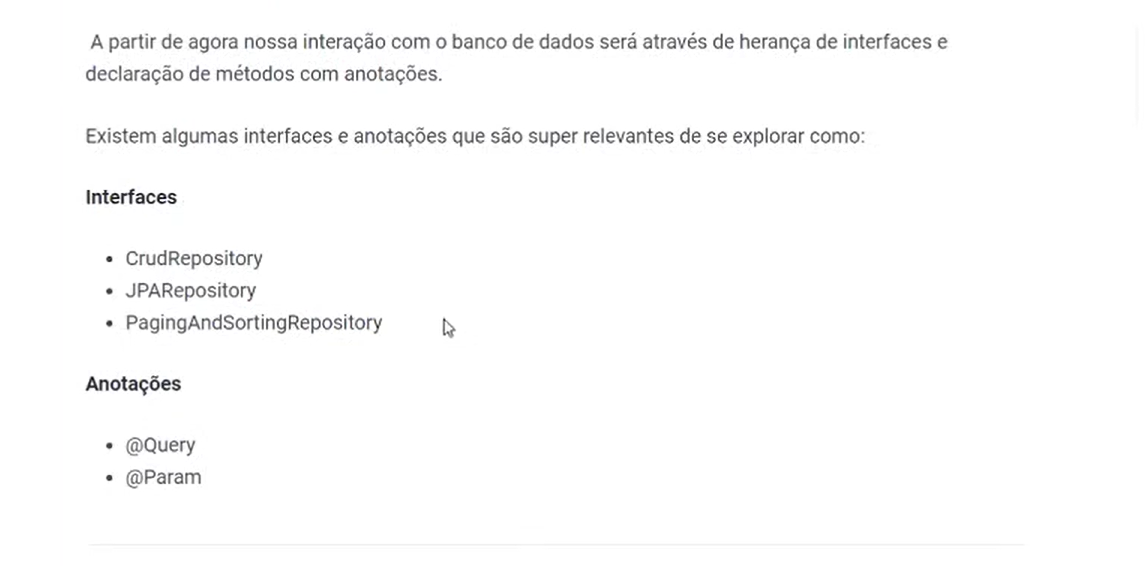 A partir de agora nossa interação com o banco de dados será através de herança de interfaces e
declaração de métodos com anotações.
Existem algumas interfaces e anotações que são super relevantes de se explorar como:
Interfaces
• CrudRepository
• JPARepository
• PagingAndSortingRepository
Anotações
• @Query
• @Param